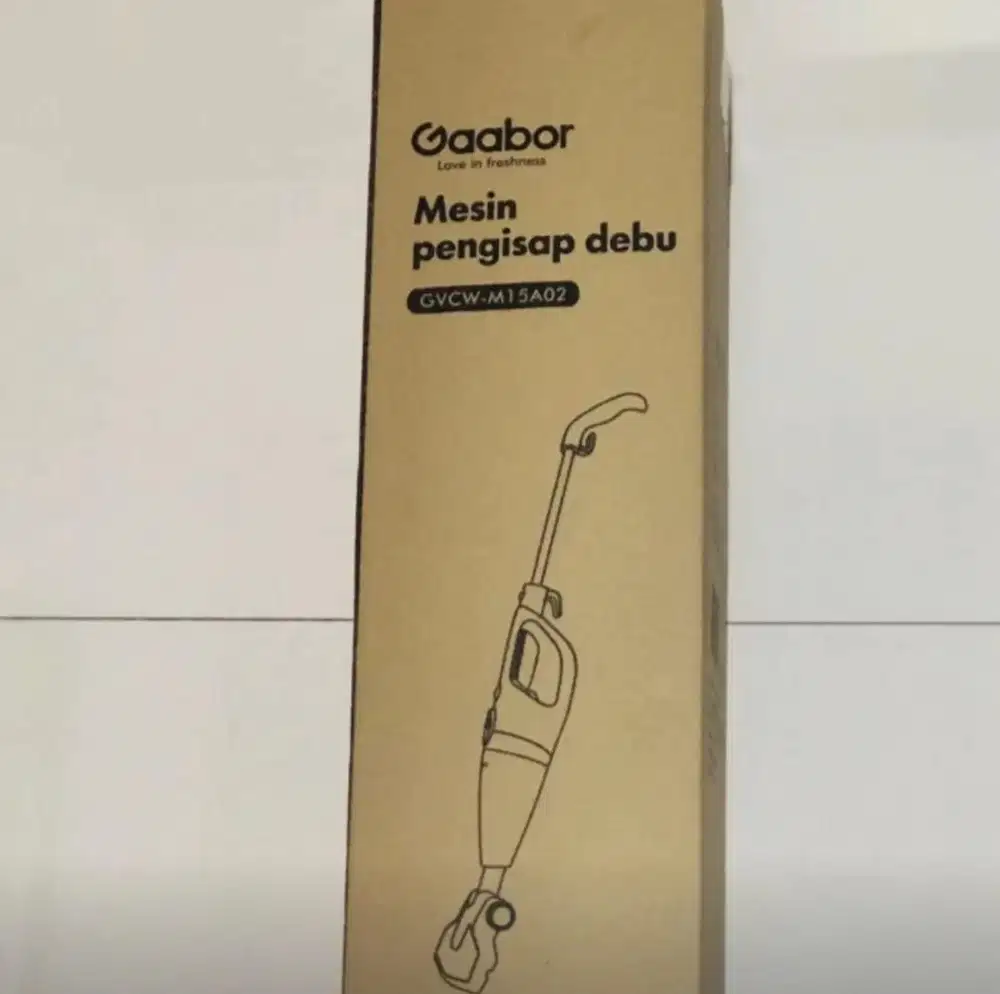 Gaabor
Love in freshness
Mesin
pengisap debu
GVCW-M15A02